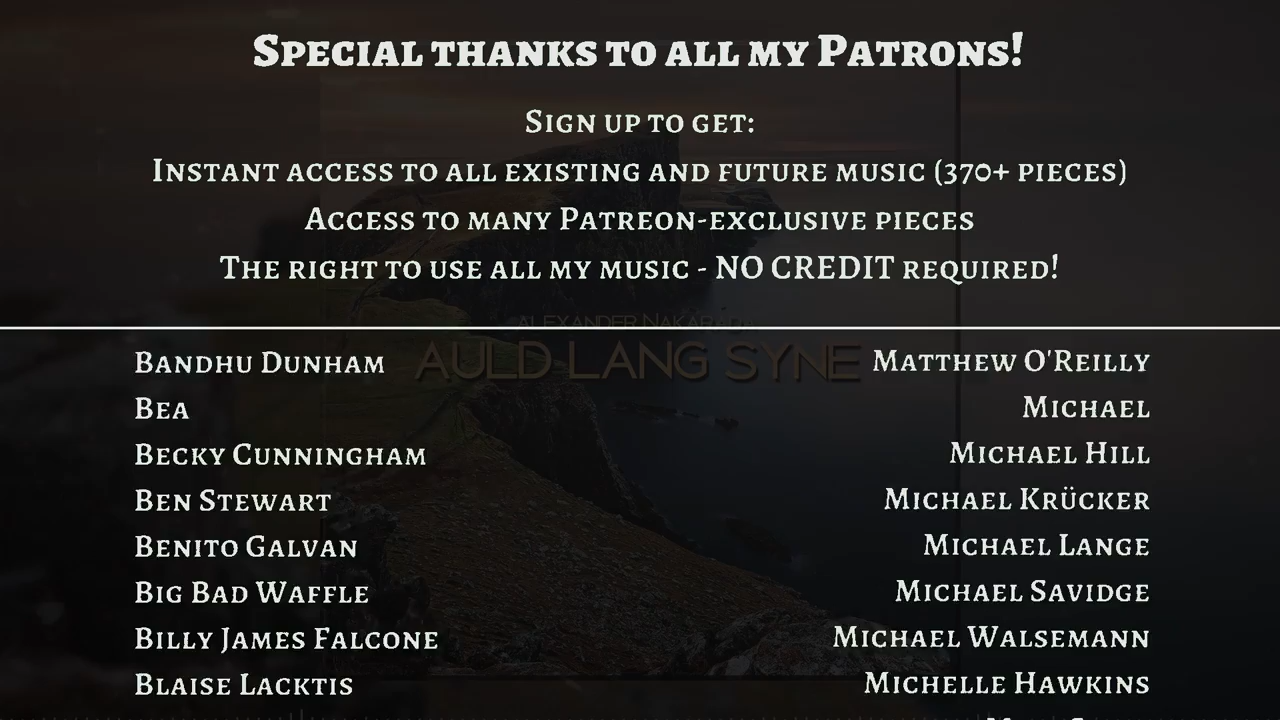 Special thanks to all my Patrons!
Sign up to get:
Instant access to all existing and future music (370+ pieces)
Access to many Patreon-exclusive pieces
The right to use all my music - NO CREDIT required!
Alexander
AULD LANG SYNE
Bandhu Dunham
Bea
Becky Cunningham
Ben Stewart
Benito Galvan
Big Bad Waffle
Billy James Falcone
Blaise Lacktis
Matthew O'Reilly
Michael
Michael Hill
Michael Krücker
Michael Lange
Michael Savidge
Michael Walsemann
Michelle Hawkins